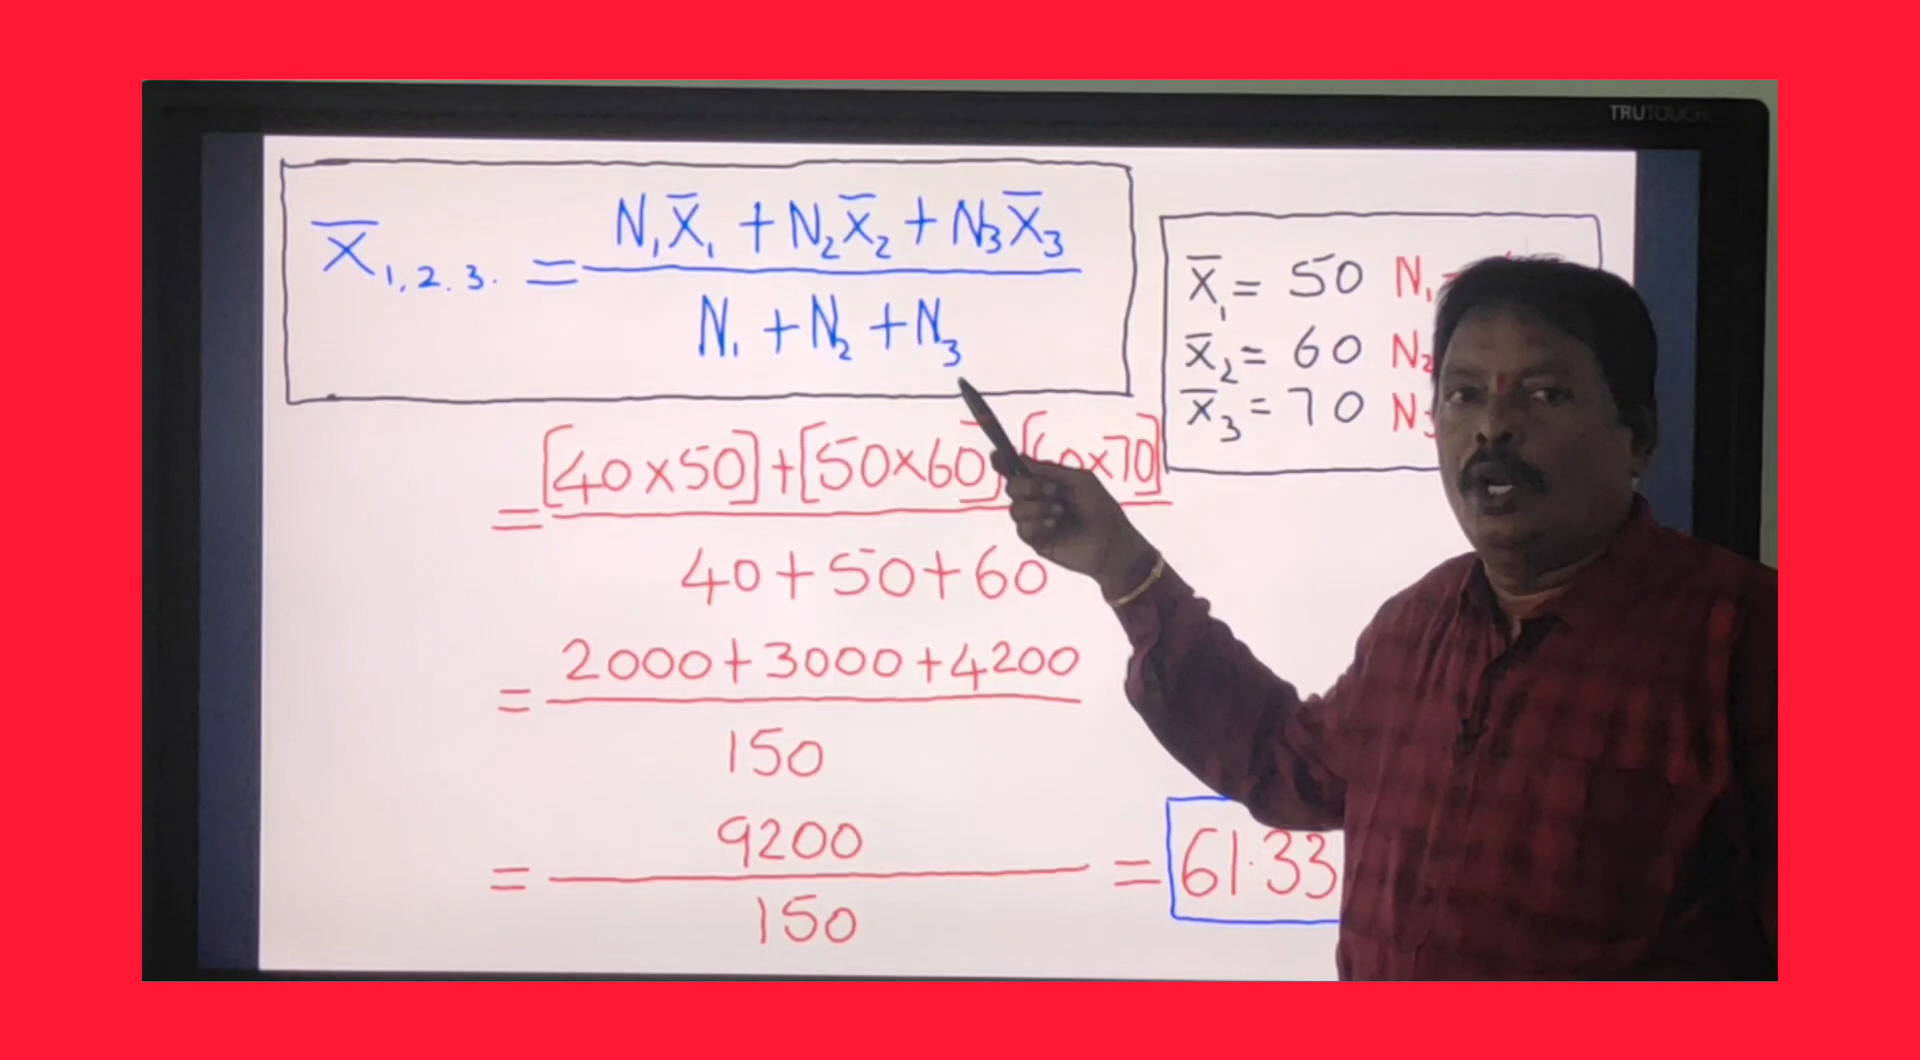 TRUTOUCH
X̄1.2.3. = N1X̄1 + N2X̄2 + N3X̄3
N1 + N2 + N3
X̄1 = 50 N1
X̄2 = 60 N2
X̄3 = 70 N3
= [40×50]+[50×60] [60×70]
40+50+60
= 2000+3000+4200
150
= 9200
150
= 61.33